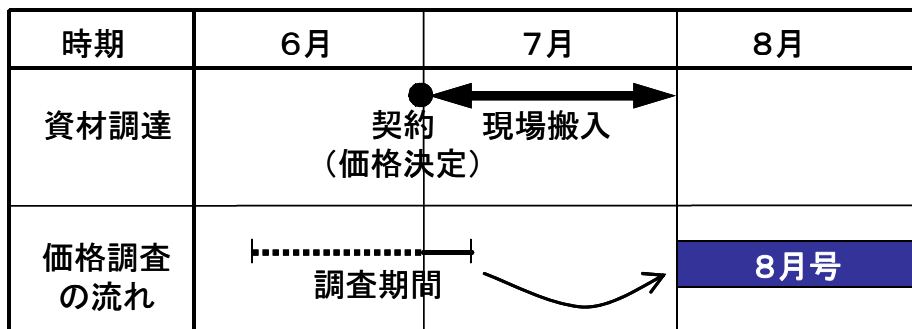 時期
６月
７月
８月
資材調達
契約
（価格決定）
現場搬入
価格調査
の流れ
調査期間
８月号